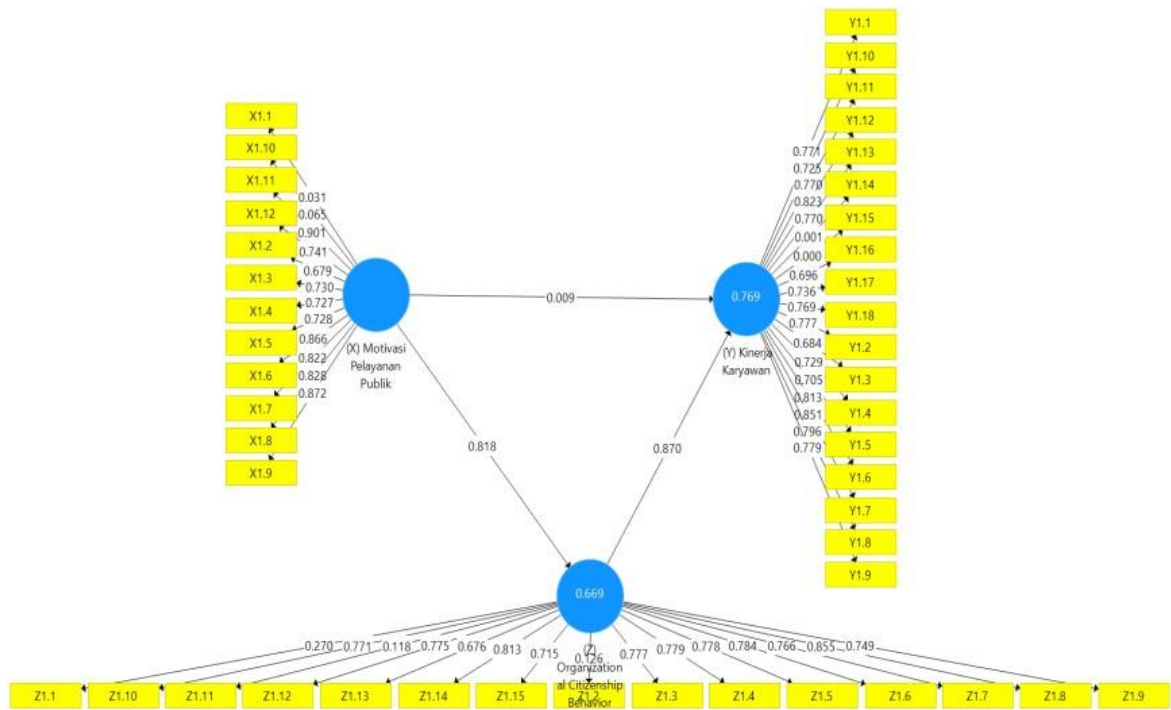 Y1.1
Y1.10
Y1.11
Y1.12
Y1.13
Y1.14
Y1.15
Y1.16
Y1.17
Y1.18
Y1.2
Y1.3
Y1.4
Y1.5
Y1.6
Y1.7
Y1.8
Y1.9
0.771
0.725
0.770
0.823
0.770
0.001
0.000
0.696
0.736
0.769
0.777
0.684
0.729
0.705
0.813
0.851
0.796
0.779
X1.1
X1.10
X1.11
X1.12
X1.2
X1.3
X1.4
X1.5
X1.6
X1.7
X1.8
X1.9
0.031
0.065
0.901
0.741
0.679
0.730
0.727
0.728
0.866
0.822
0.828
0.872
(X) Motivasi
Pelayanan
Publik
0.009
0.769
(Y) Kinerja
Karyawan
0.818
0.870
0.669
(Z)
Organization
al Citizenship
Behavior
0.270
0.771
0.118
0.775
0.676
0.813
0.715
0.126
0.777
0.779
0.778
0.784
0.766
0.855
0.749
Z1.1
Z1.10
Z1.11
Z1.12
Z1.13
Z1.14
Z1.15
Z1.2
Z1.3
Z1.4
Z1.5
Z1.6
Z1.7
Z1.8
Z1.9